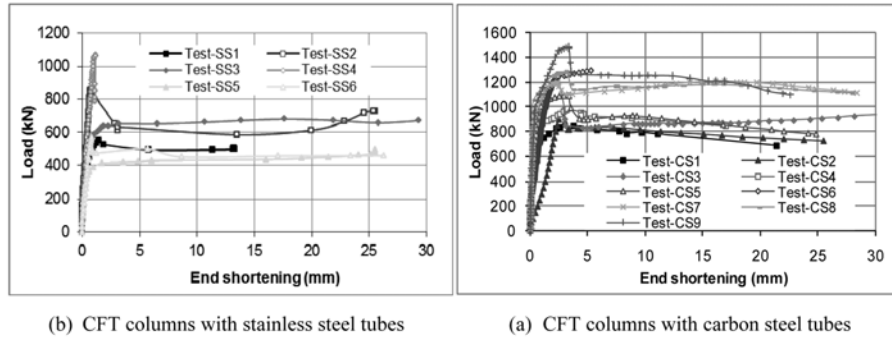 1200
1000
800
600
400
200
0
Load (kN)
Test-SS1 Test-SS2
Test-SS3 Test-SS4
Test-SS5 Test-SS6
0 5 10 15 20 25 30
End shortening (mm)
(b) CFT columns with stainless steel tubes
1600
1400
1200
1000
800
600
400
200
0
Load (kN)
Test-CS1 Test-CS2
Test-CS3 Test-CS4
Test-CS5 Test-CS6
Test-CS7 Test-CS8
Test-CS9
0 5 10 15 20 25 30
End shortening (mm)
(a) CFT columns with carbon steel tubes